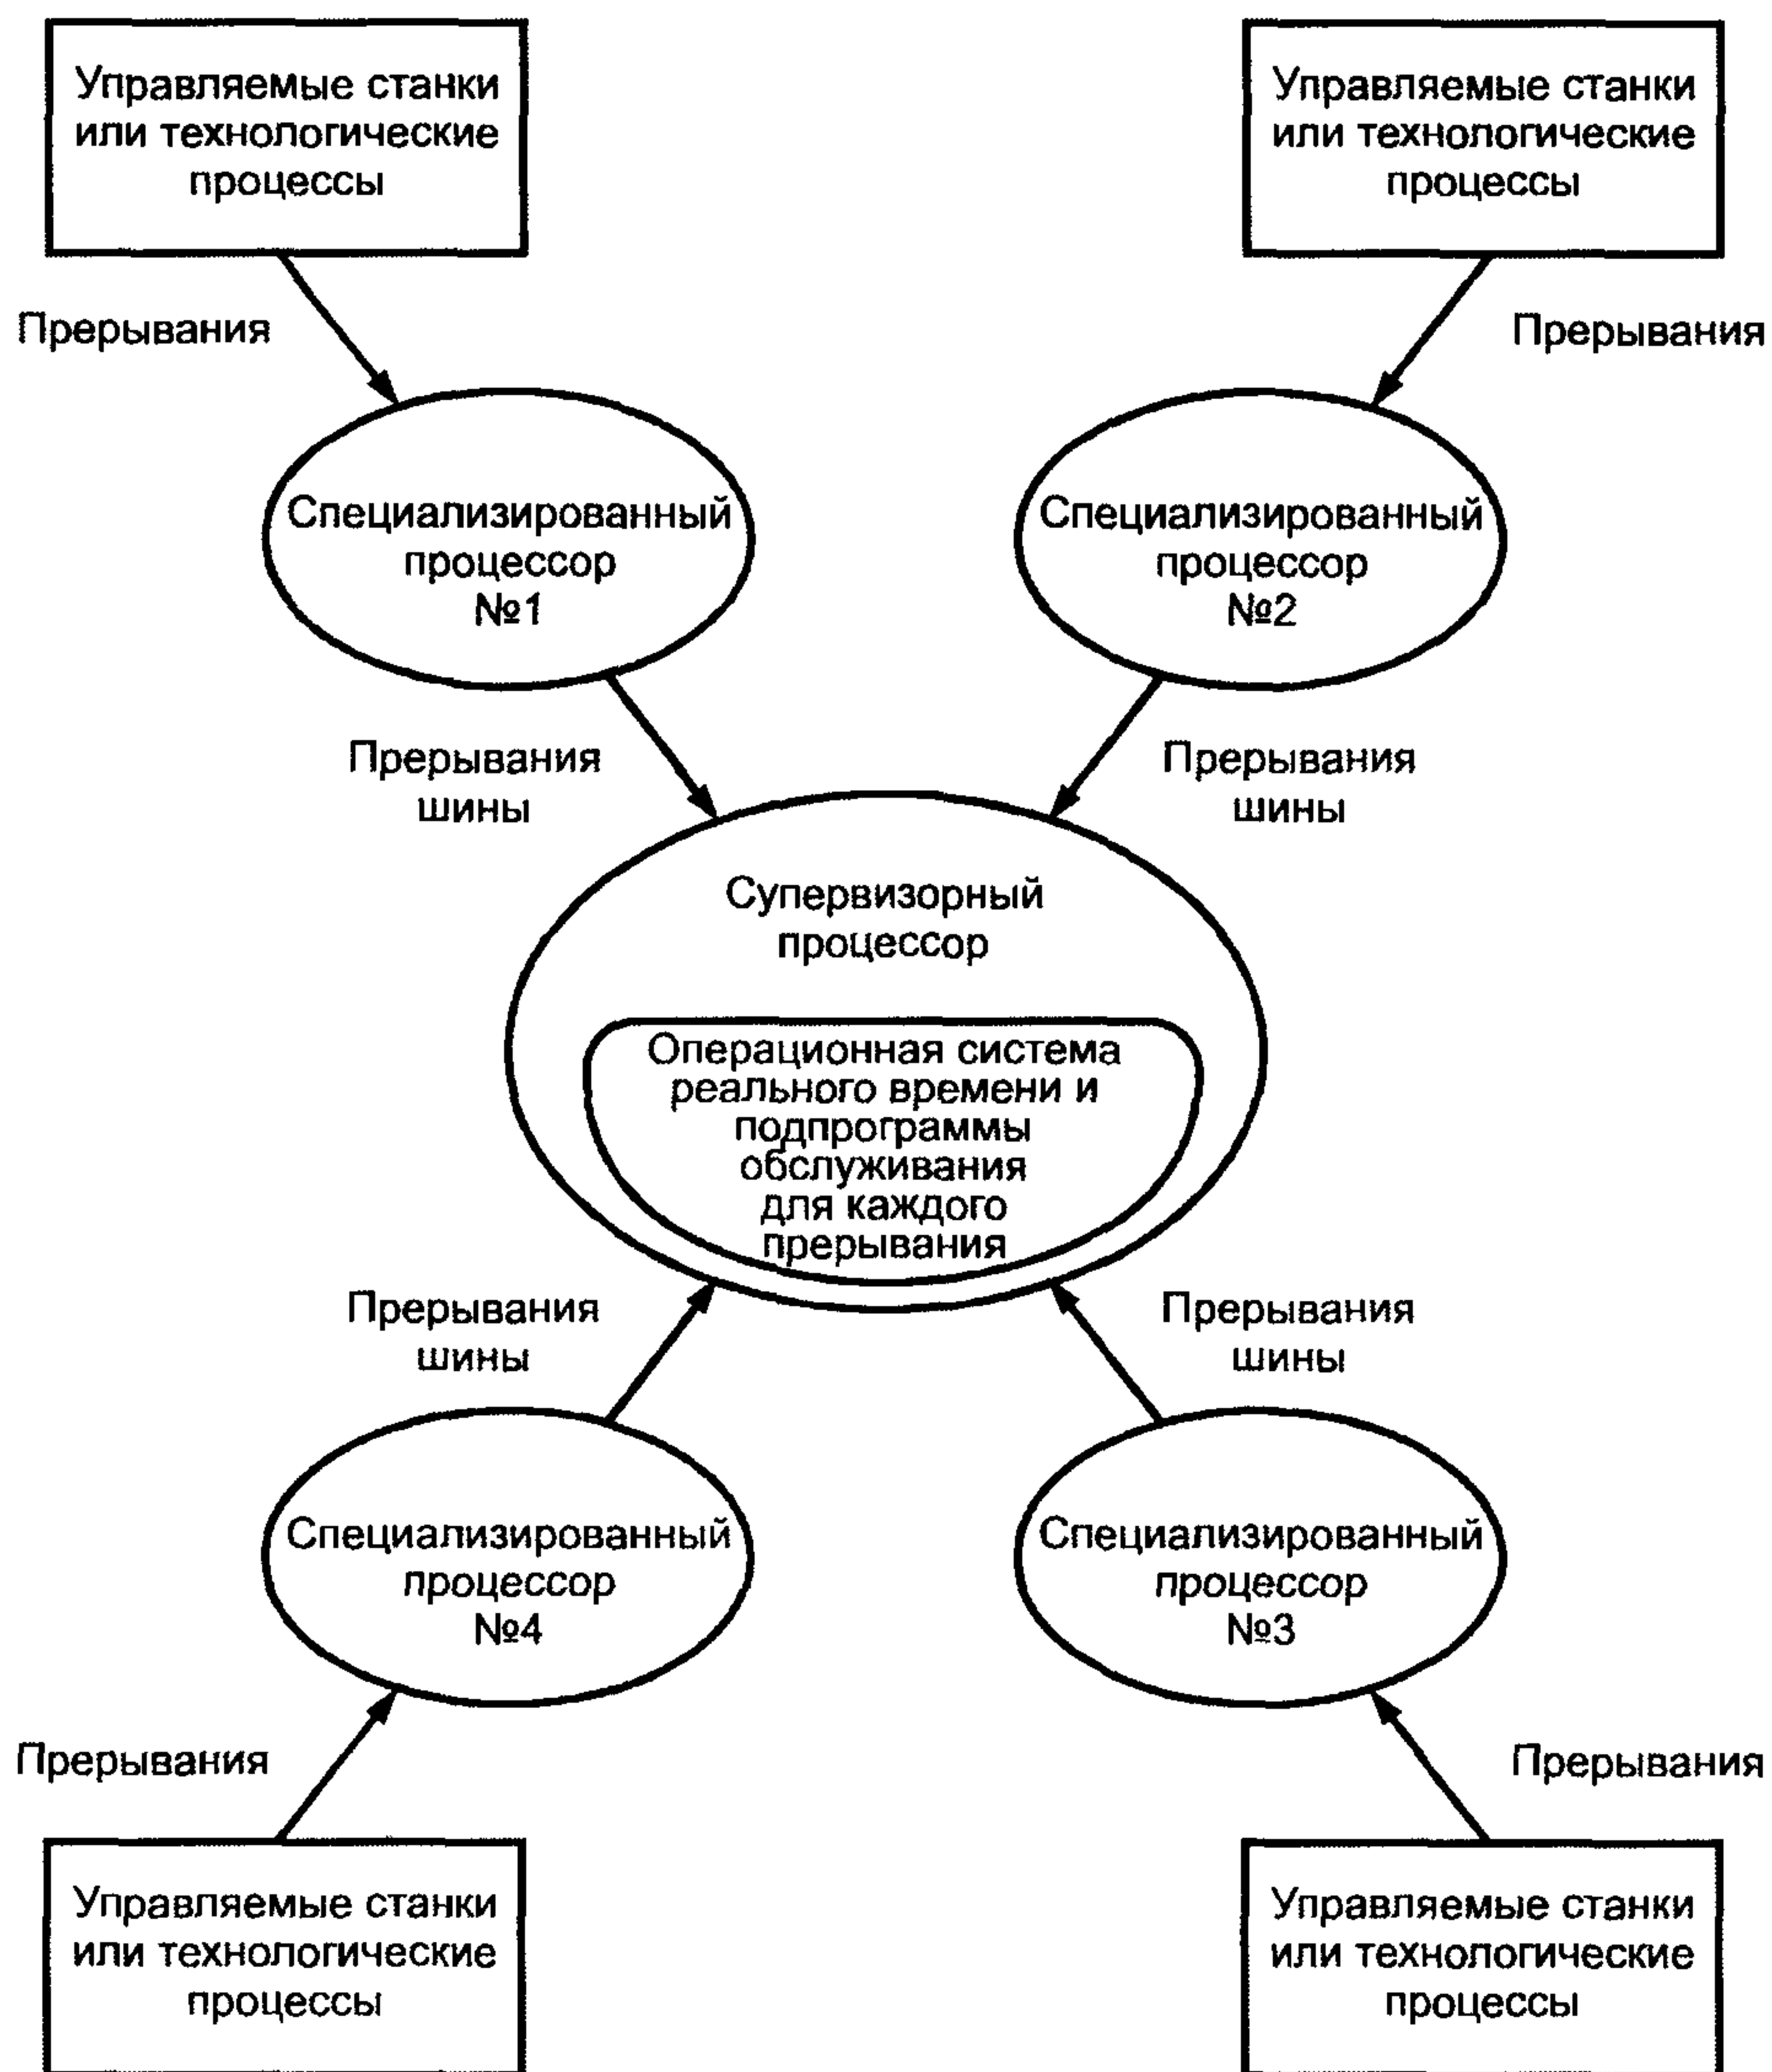 Управляемые станки
или технологические
процессы
Управляемые станки
или технологические
процессы
Прерывания
Прерывания
Специализированный
процессор
№1
Специализированный
процессор
№2
Прерывания
шины
Прерывания
шины
Супервизорный
процессор
Операционная система
реального времени и
подпрограммы
обслуживания
для каждого
прерывания
Прерывания
шины
Прерывания
шины
Специализированный
процессор
№4
Специализированный
процессор
№3
Прерывания
Прерывания
Управляемые станки
или технологические
процессы
Управляемые станки
или технологические
процессы